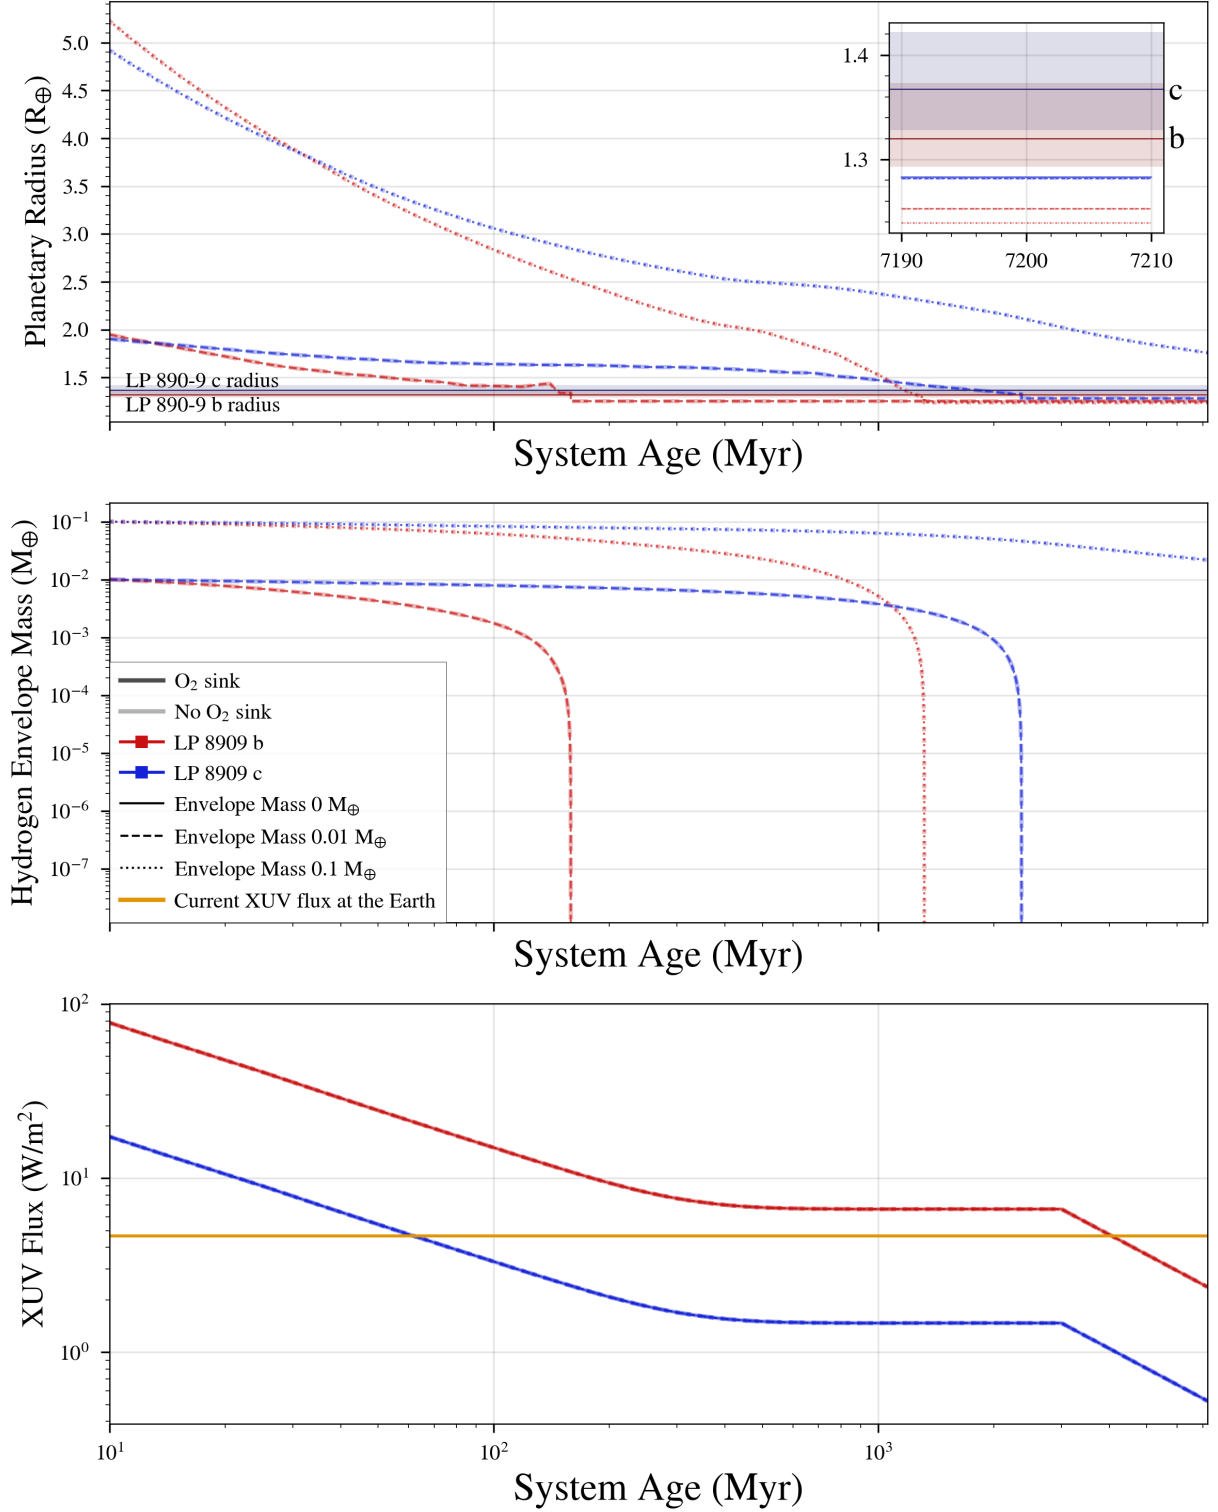 Planetary Radius (R⊕)
5.0
4.5
4.0
3.5
3.0
2.5
2.0
1.5
1.4
1.3
c
b
7190
7200
7210
LP 890-9 c radius
LP 890-9 b radius
System Age (Myr)
Hydrogen Envelope Mass (M⊕)
10⁻¹
10⁻²
10⁻³
10⁻⁴
10⁻⁵
10⁻⁶
10⁻⁷
O₂ sink
No O₂ sink
LP 8909 b
LP 8909 c
Envelope Mass 0 M⊕
Envelope Mass 0.01 M⊕
Envelope Mass 0.1 M⊕
Current XUV flux at the Earth
System Age (Myr)
XUV Flux (W/m²)
10²
10¹
10⁰
10¹
10²
10³
System Age (Myr)